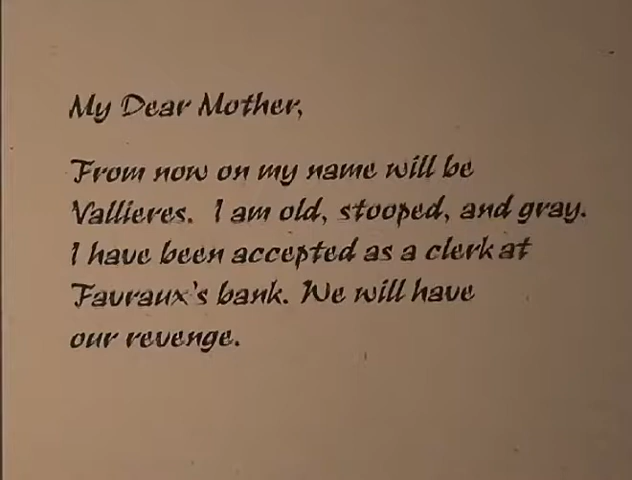 My Dear Mother,
From now on my name will be
Vallieres. I am old, stooped, and gray.
I have been accepted as a clerk at
Favraux's bank. We will have
our revenge.